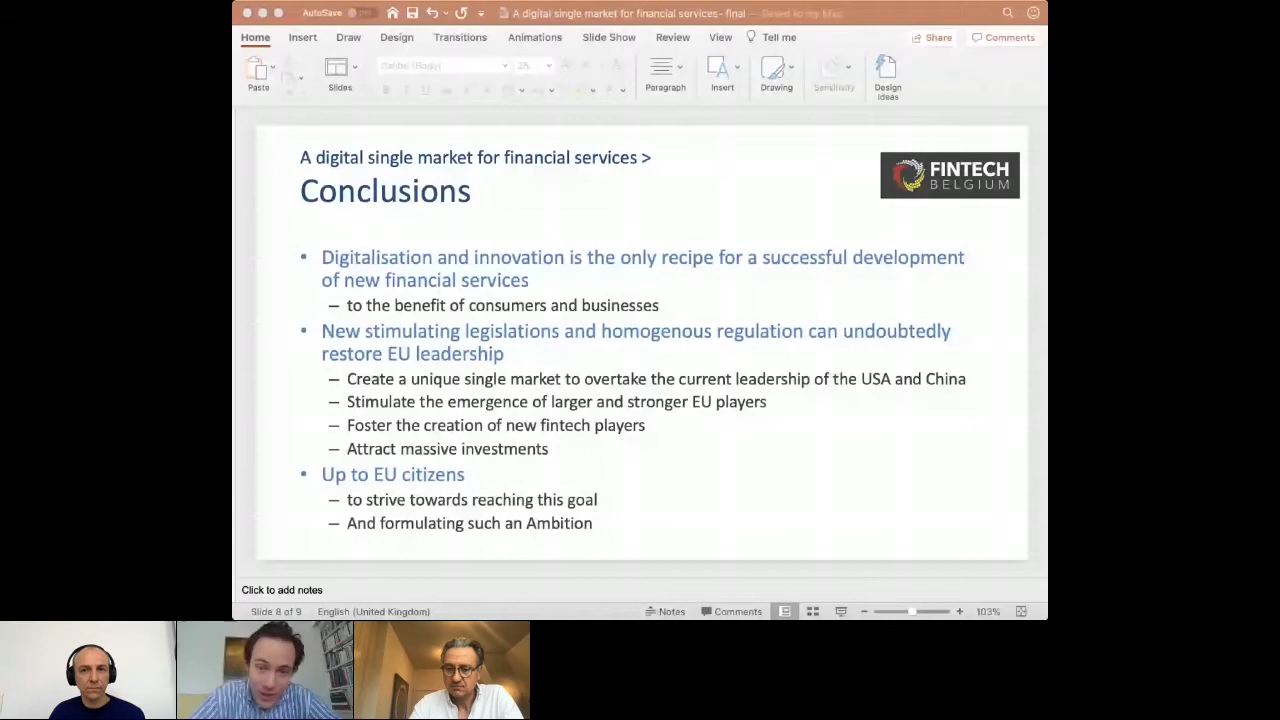 AutoSave
A digital single market for financial services- final — Saved to my Mac
Home Insert Draw Design Transitions Animations Slide Show Review View Tell me Share Comments
Calibri (Body)
Paste Slides Paragraph Insert Drawing Sensitivity Design
Ideas
A digital single market for financial services >
Conclusions
FINTECH
BELGIUM
• Digitalisation and innovation is the only recipe for a successful development
of new financial services
– to the benefit of consumers and businesses
• New stimulating legislations and homogenous regulation can undoubtedly
restore EU leadership
– Create a unique single market to overtake the current leadership of the USA and China
– Stimulate the emergence of larger and stronger EU players
– Foster the creation of new fintech players
– Attract massive investments
• Up to EU citizens
– to strive towards reaching this goal
– And formulating such an Ambition
Click to add notes
Slide 8 of 9 English (United Kingdom) Notes Comments 103%